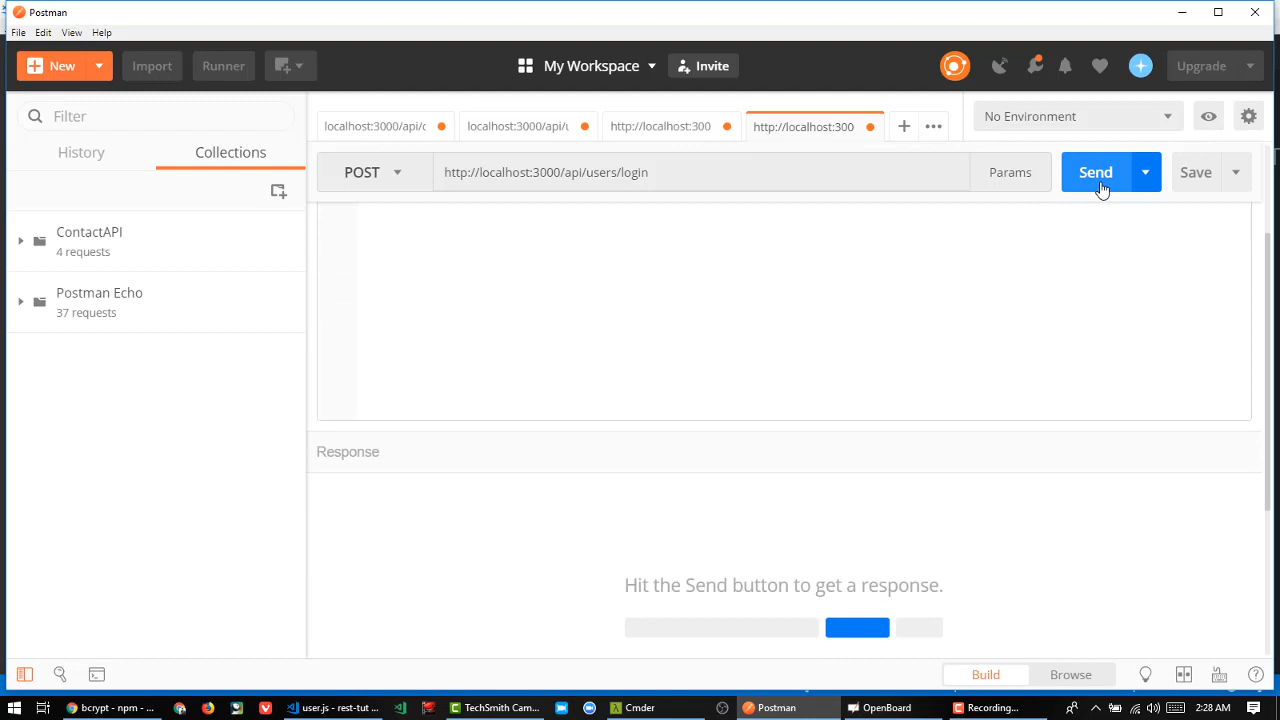 Postman
File Edit View Help
New Import Runner My Workspace Invite Upgrade
Filter
History Collections
localhost:3000/api/c localhost:3000/api/u http://localhost:300 http://localhost:300 No Environment
POST http://localhost:3000/api/users/login Params Send Save
ContactAPI
4 requests
Postman Echo
37 requests
Response
Hit the Send button to get a response.
Build Browse
bcrypt - npm - ... user.js - rest-tut ... TechSmith Cam... Cmder Postman OpenBoard Recording... 2:28 AM